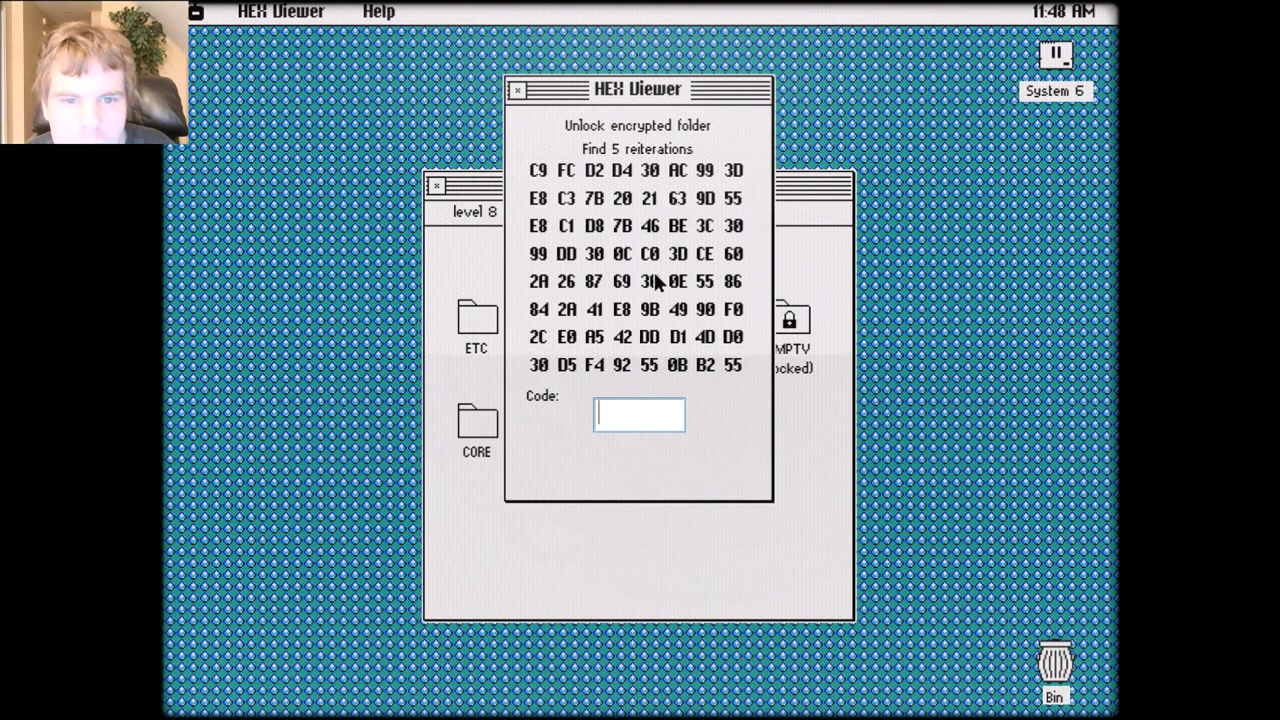 HEX Viewer Help 11:48 AM
System 6
HEX Viewer
Unlock encrypted folder
Find 5 reiterations
C9 FC D2 D4 30 AC 99 3D
E8 C3 7B 20 21 63 9D 55
E8 C1 D8 7B 46 BE 3C 30
99 DD 30 0C C0 3D CE 60
2A 26 87 69 30 0E 55 86
84 2A 41 E8 9B 49 90 F0
2C E0 A5 42 DD D1 4D D0
30 D5 F4 92 55 0B B2 55
Code:
level 8
ETC
CORE
MPTV
ocked)
Bin